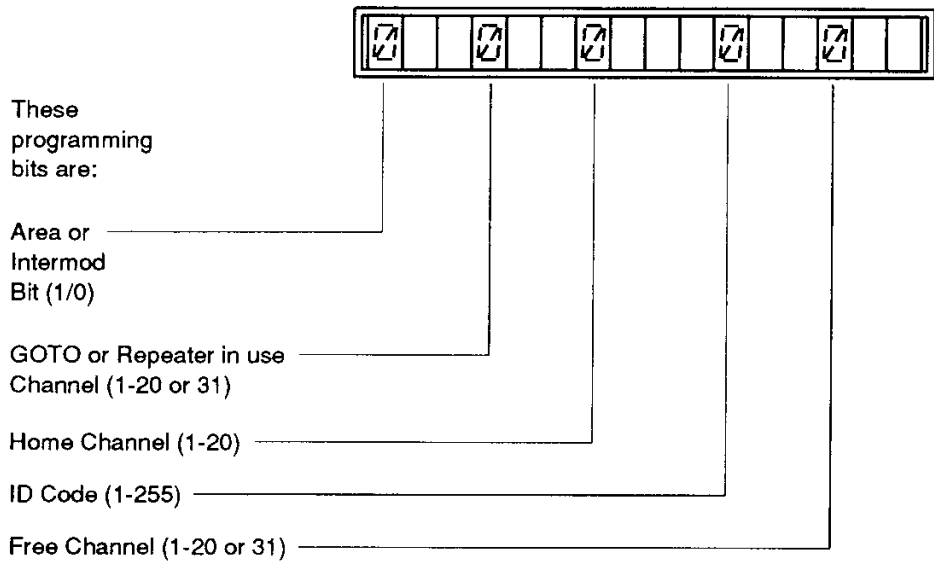 These
programming
bits are:
Area or
Intermod
Bit (1/0)
GOTO or Repeater in use
Channel (1-20 or 31)
Home Channel (1-20)
ID Code (1-255)
Free Channel (1-20 or 31)